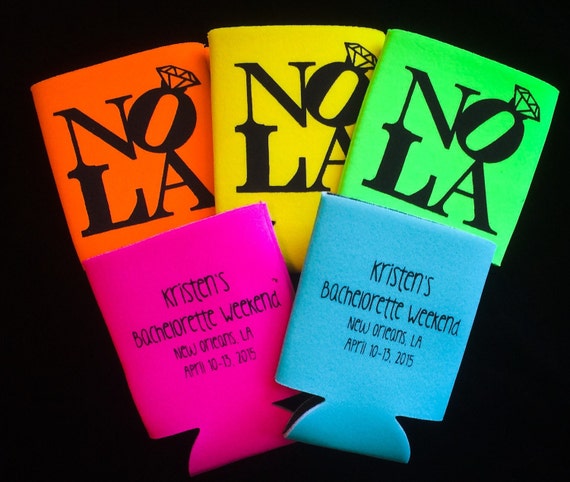 NO
LA
NO
LA
NO
LA
Kristen's
Bachelorette Weekend
New Orleans, LA
April 10-13, 2015
Kristen's
Bachelorette Weekend
New Orleans, LA
April 10-13, 2015